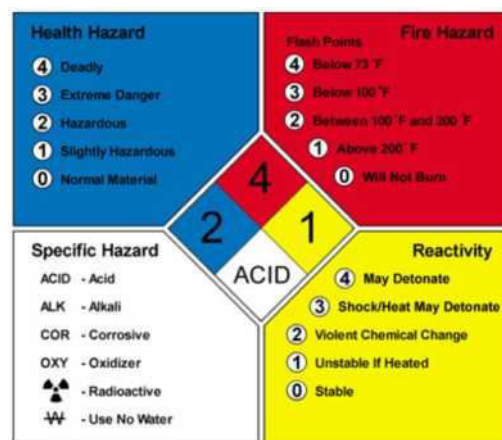 Health Hazard
4 Deadly
3 Extreme Danger
2 Hazardous
1 Slightly Hazardous
0 Normal Material
Fire Hazard
Flash Points
4 Below 73 °F
3 Below 100 °F
2 Between 100 °F and 200 °F
1 Above 200 °F
0 Will Not Burn
4
2
1
ACID
Specific Hazard
ACID - Acid
ALK - Alkali
COR - Corrosive
OXY - Oxidizer
- Radioactive
W - Use No Water
Reactivity
4 May Detonate
3 Shock/Heat May Detonate
2 Violent Chemical Change
1 Unstable If Heated
0 Stable